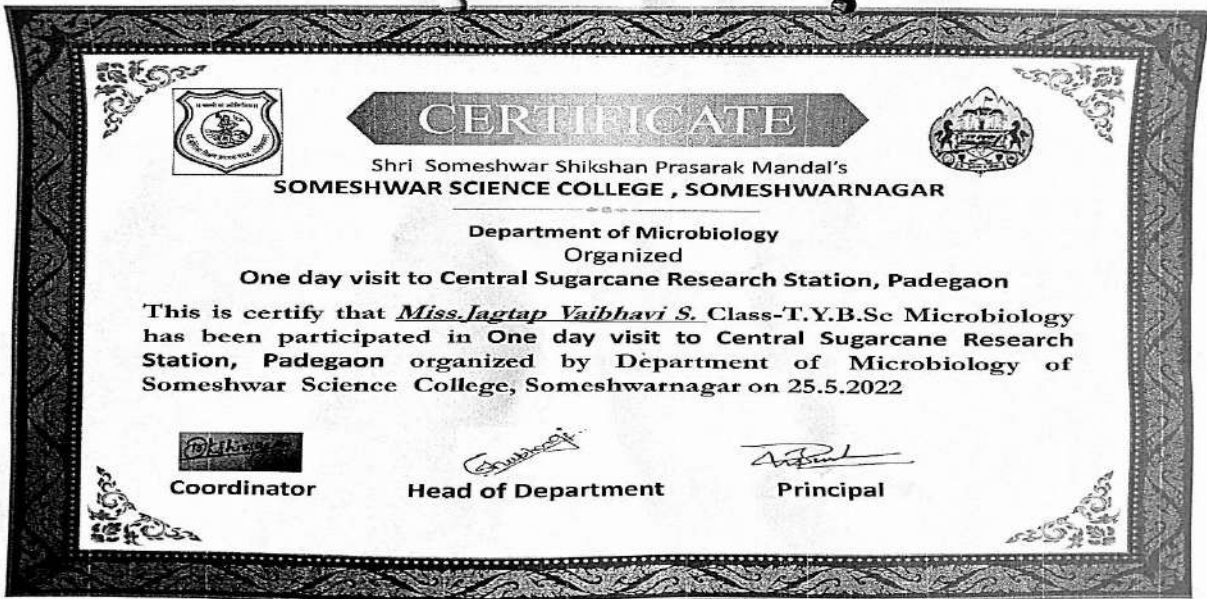 CERTIFICATE
Shri Someshwar Shikshan Prasarak Mandal's
SOMESHWAR SCIENCE COLLEGE , SOMESHWARNAGAR
Department of Microbiology
Organized
One day visit to Central Sugarcane Research Station, Padegaon
This is certify that Miss.Jagtap Vaibhavi S. Class-T.Y.B.Sc Microbiology
has been participated in One day visit to Central Sugarcane Research
Station, Padegaon organized by Department of Microbiology of
Someshwar Science College, Someshwarnagar on 25.5.2022
Coordinator
Head of Department
Principal